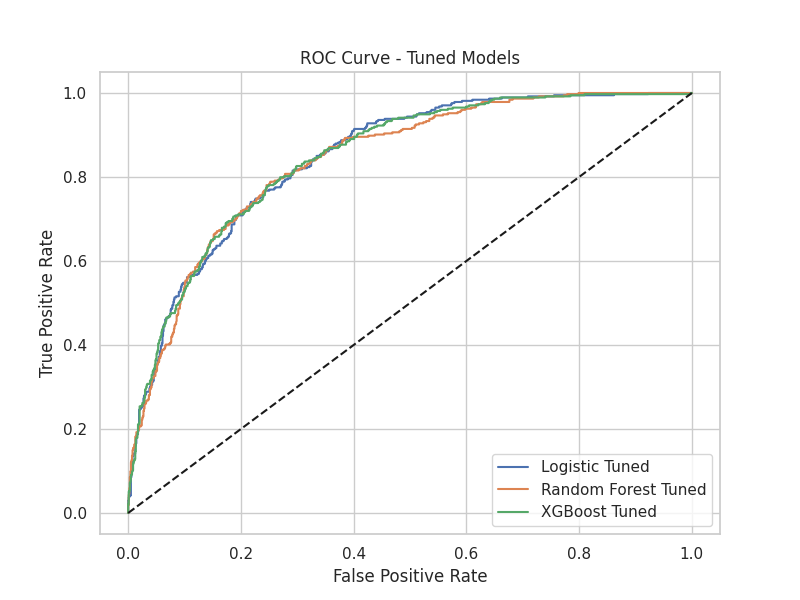 ROC Curve - Tuned Models
True Positive Rate
1.0
0.8
0.6
0.4
0.2
0.0
0.0 0.2 0.4 0.6 0.8 1.0
False Positive Rate
Logistic Tuned
Random Forest Tuned
XGBoost Tuned